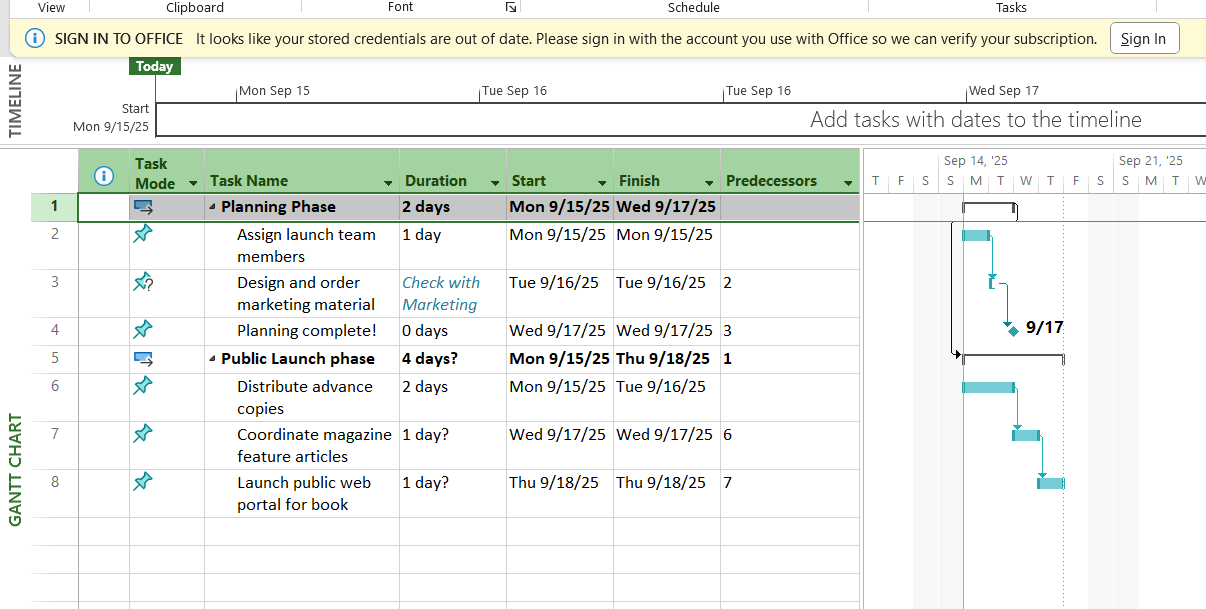 View Clipboard Font Schedule Tasks
SIGN IN TO OFFICE It looks like your stored credentials are out of date. Please sign in with the account you use with Office so we can verify your subscription. Sign In
TIMELINE
Today
Mon Sep 15 Tue Sep 16 Tue Sep 16 Wed Sep 17
Start
Mon 9/15/25
Add tasks with dates to the timeline
GANTT CHART
Task Mode Task Name Duration Start Finish Predecessors
Sep 14, '25 Sep 21, '25
T F S S M T W T F S S M T W
1 Planning Phase 2 days Mon 9/15/25 Wed 9/17/25
2 Assign launch team members 1 day Mon 9/15/25 Mon 9/15/25
3 Design and order marketing material Check with Marketing Tue 9/16/25 Tue 9/16/25 2
4 Planning complete! 0 days Wed 9/17/25 Wed 9/17/25 3
9/17
5 Public Launch phase 4 days? Mon 9/15/25 Thu 9/18/25 1
6 Distribute advance copies 2 days Mon 9/15/25 Tue 9/16/25
7 Coordinate magazine feature articles 1 day? Wed 9/17/25 Wed 9/17/25 6
8 Launch public web portal for book 1 day? Thu 9/18/25 Thu 9/18/25 7